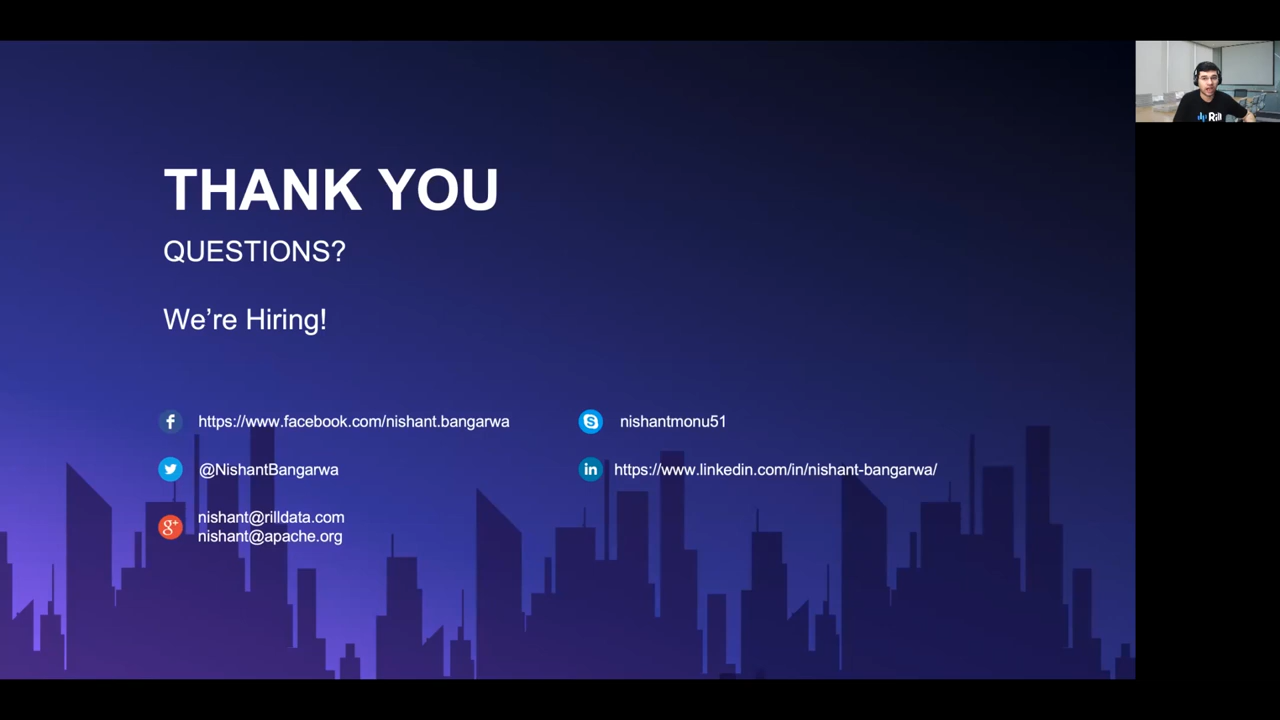 THANK YOU
QUESTIONS?
We’re Hiring!
https://www.facebook.com/nishant.bangarwa
nishantmonu51
@NishantBangarwa
https://www.linkedin.com/in/nishant-bangarwa/
nishant@rilldata.com
nishant@apache.org
Rill